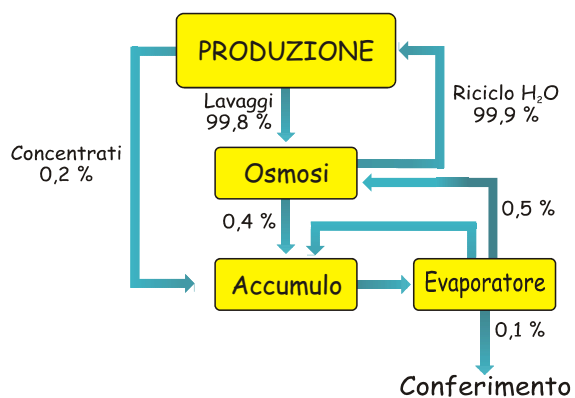 PRODUZIONE
Lavaggi
99,8 %
Riciclo H₂O
99,9 %
Concentrati
0,2 %
Osmosi
0,5 %
0,4 %
Accumulo
Evaporatore
0,1 %
Conferimento